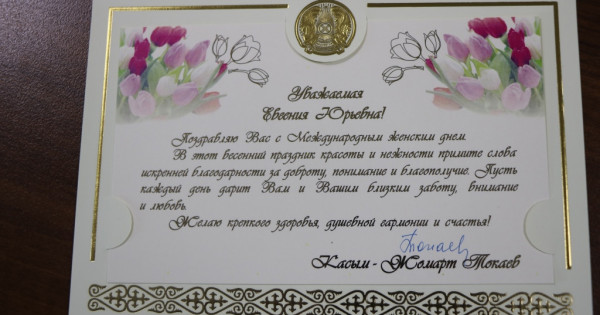 Уважаемая
Евгения Юрьевна!
Поздравляю Вас с Международным женским днем.
В этот весенний праздник красоты и нежности примите слова
искренней благодарности за доброту, понимание и благополучие. Пусть
каждый день дарит Вам и Вашим близким заботу, внимание
и любовь.
Желаю крепкого здоровья, душевной гармонии и счастья!
Токаев
Касым - Жомарт Токаев